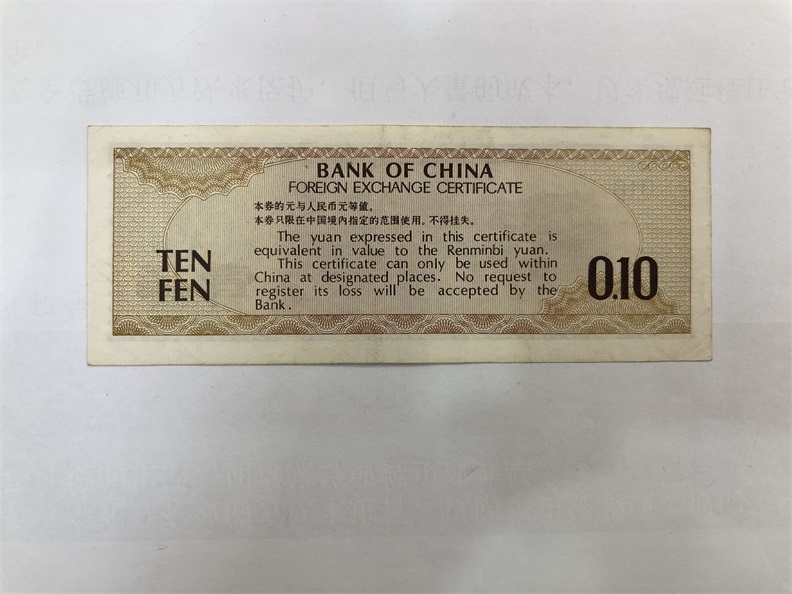 BANK OF CHINA
FOREIGN EXCHANGE CERTIFICATE
本券的元与人民币元等值。
本券只限在中国境内指定的范围使用。不得挂失。
The yuan expressed in this certificate is
equivalent in value to the Renminbi yuan.
This certificate can only be used within
China at designated places. No request to
register its loss will be accepted by the
Bank.
TEN
FEN
0.10